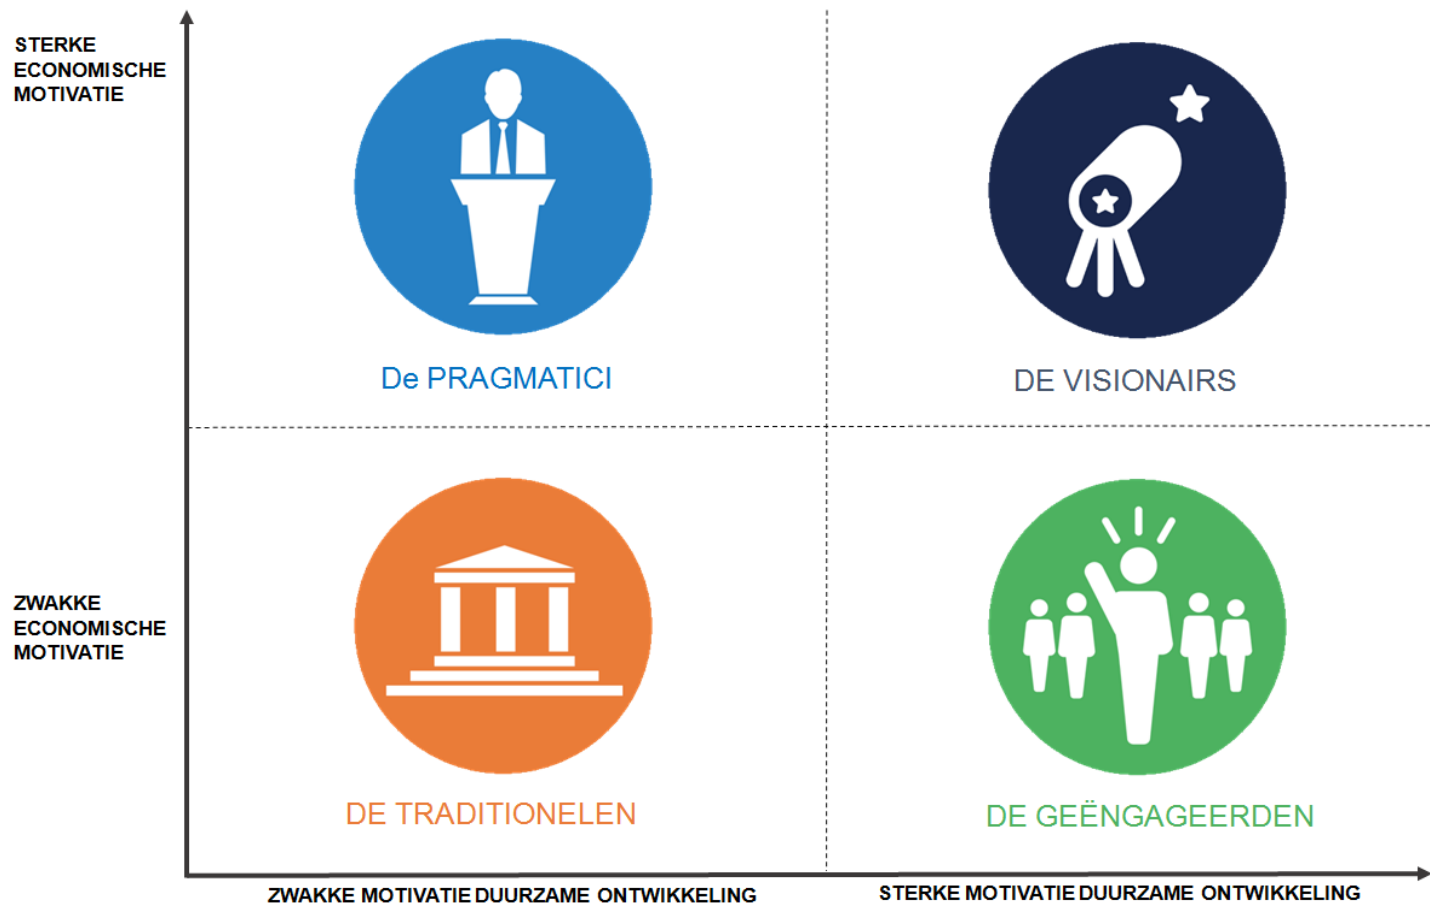 STERKE
ECONOMISCHE
MOTIVATIE
De PRAGMATICI
DE VISIONAIRS
ZWAKKE
ECONOMISCHE
MOTIVATIE
DE TRADITIONELEN
DE GEËNGAGEERDEN
ZWAKKE MOTIVATIE DUURZAME ONTWIKKELING
STERKE MOTIVATIE DUURZAME ONTWIKKELING